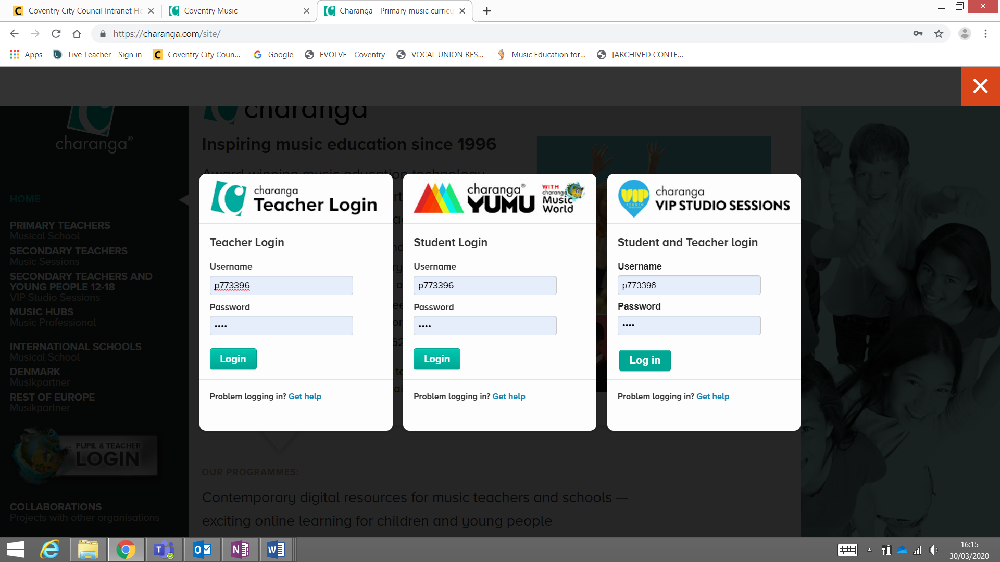 Coventry City Council Intranet Ho
Coventry Music
Charanga - Primary music curricu
https://charanga.com/site/
Apps
Live Teacher - Sign in
Coventry City Coun...
Google
EVOLVE - Coventry
VOCAL UNION RES...
Music Education for...
[ARCHIVED CONTE...
charanga®
HOME
PRIMARY TEACHERS
Musical School
SECONDARY TEACHERS
Music Sessions
SECONDARY TEACHERS AND
YOUNG PEOPLE 12-18
VIP Studio Sessions
MUSIC HUBS
Music Professional
INTERNATIONAL SCHOOLS
Musical School
DENMARK
Musikpartner
REST OF EUROPE
Musikpartner
PUPIL & TEACHER
LOGIN
COLLABORATIONS
Projects with other organisations
charanga
Inspiring music education since 1996
Award-winning music education technology
charanga
Teacher Login
Teacher Login
Username
p773396
Password
••••
Login
Problem logging in? Get help
charanga®
YUMU
WITH
charanga
Music
World
Student Login
Username
p773396
Password
••••
Login
Problem logging in? Get help
VIP
STUDIO
SESSIONS
charanga
VIP STUDIO SESSIONS
Student and Teacher login
Username
p773396
Password
••••
Log in
Problem logging in? Get help
OUR PROGRAMMES:
Contemporary digital resources for music teachers and schools —
exciting online learning for children and young people
16:15
30/03/2020